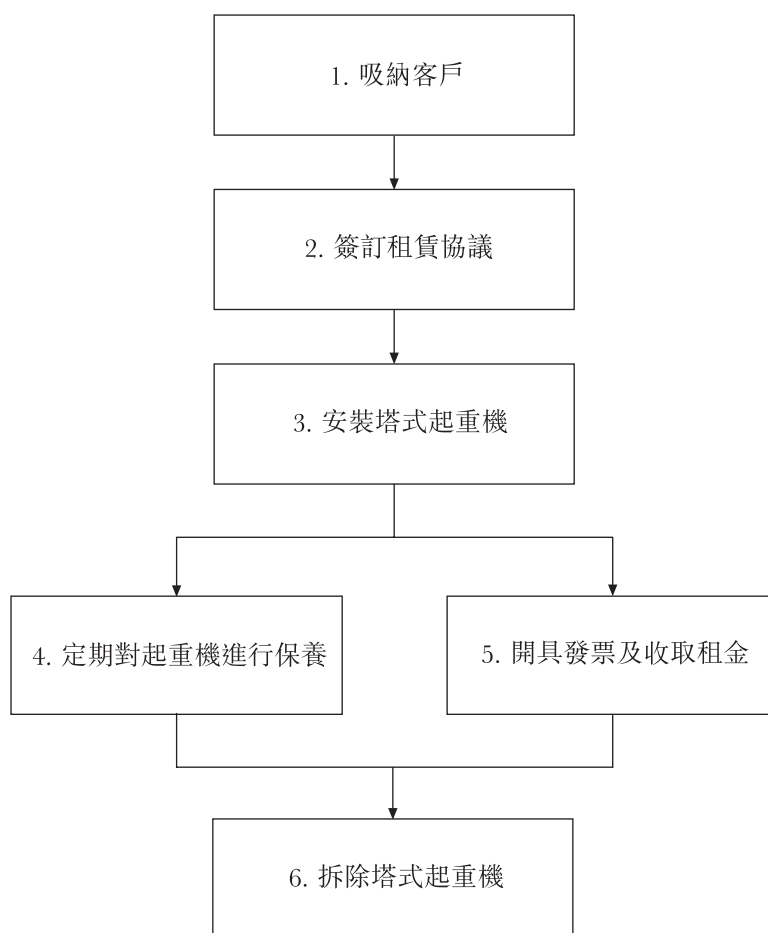 1. 吸納客戶
2. 簽訂租賃協議
3. 安裝塔式起重機
4. 定期對起重機進行保養
5. 開具發票及收取租金
6. 拆除塔式起重機